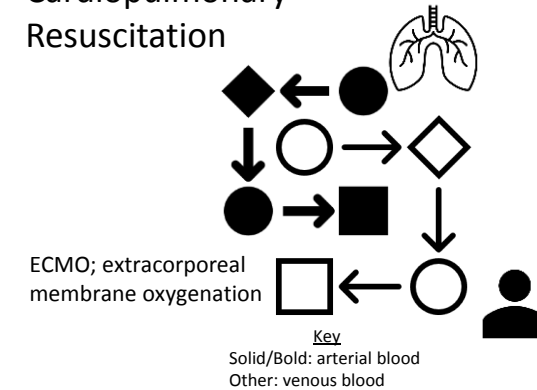 Resuscitation
ECMO; extracorporeal
membrane oxygenation
Key
Solid/Bold: arterial blood
Other: venous blood